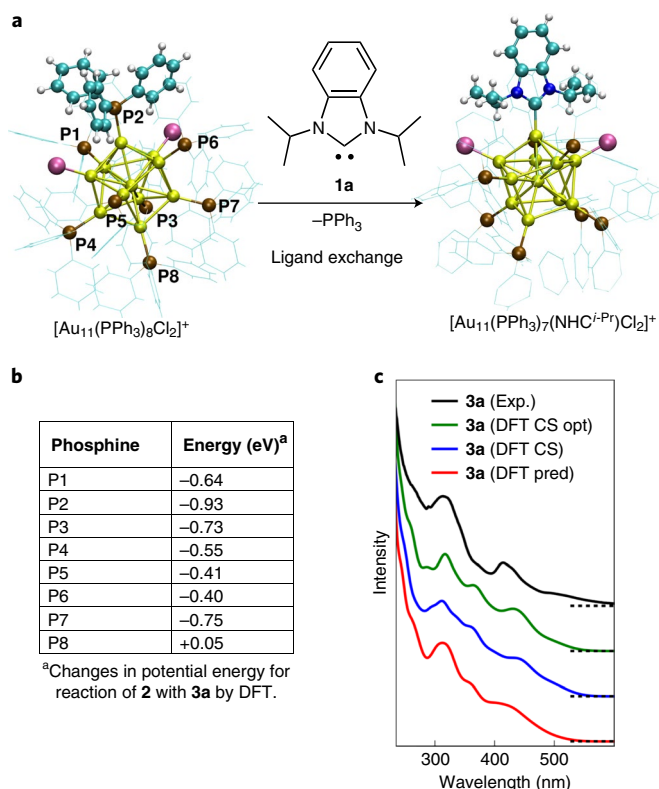 a
P2
P1
P6
P5
P3
P7
P4
P8
N
N
1a
–PPh3
Ligand exchange
[Au11(PPh3)8Cl2]+
[Au11(PPh3)7(NHCi-Pr)Cl2]+
b
Phosphine Energy (eV)a
P1 –0.64
P2 –0.93
P3 –0.73
P4 –0.55
P5 –0.41
P6 –0.40
P7 –0.75
P8 +0.05
aChanges in potential energy for
reaction of 2 with 3a by DFT.
c
3a (Exp.)
3a (DFT CS opt)
3a (DFT CS)
3a (DFT pred)
Intensity
300 400 500
Wavelength (nm)